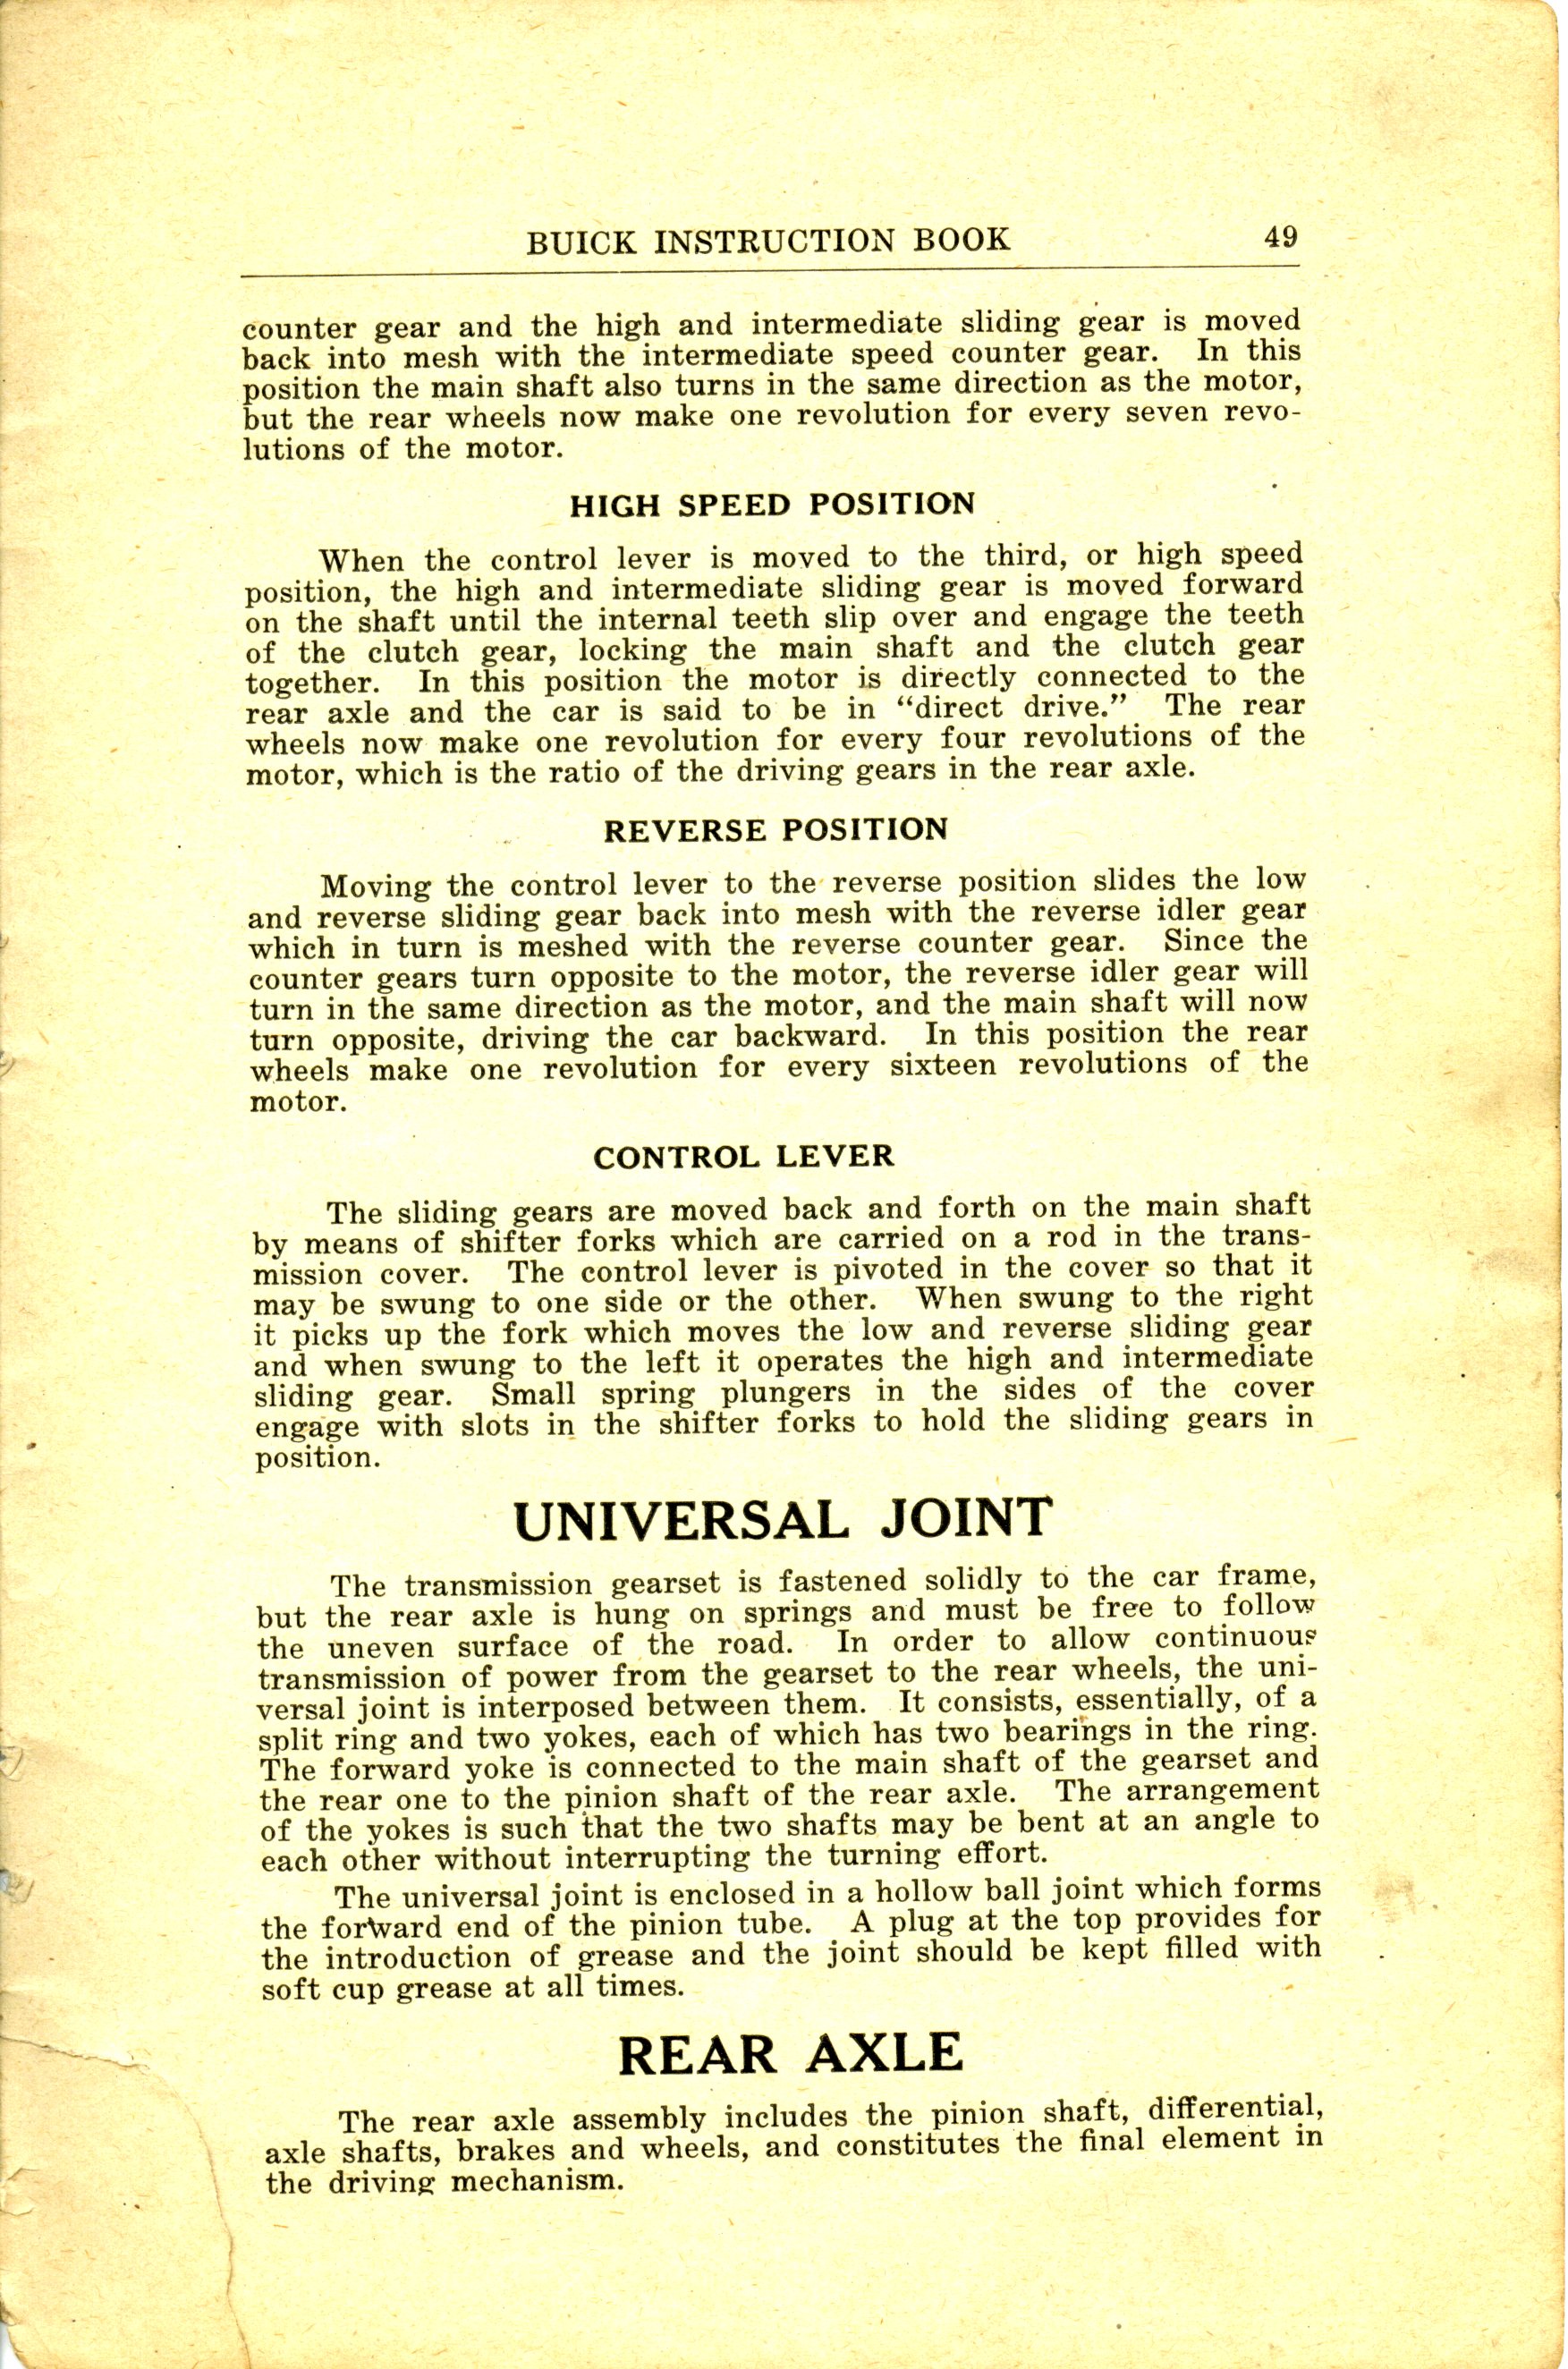 BUICK INSTRUCTION BOOK 49
counter gear and the high and intermediate sliding gear is moved
back into mesh with the intermediate speed counter gear. In this
position the main shaft also turns in the same direction as the motor,
but the rear wheels now make one revolution for every seven revo-
lutions of the motor.
HIGH SPEED POSITION
When the control lever is moved to the third, or high speed
position, the high and intermediate sliding gear is moved forward
on the shaft until the internal teeth slip over and engage the teeth
of the clutch gear, locking the main shaft and the clutch gear
together. In this position the motor is directly connected to the
rear axle and the car is said to be in “direct drive.” The rear
wheels now make one revolution for every four revolutions of the
motor, which is the ratio of the driving gears in the rear axle.
REVERSE POSITION
Moving the control lever to the reverse position slides the low
and reverse sliding gear back into mesh with the reverse idler gear
which in turn is meshed with the reverse counter gear. Since the
counter gears turn opposite to the motor, the reverse idler gear will
turn in the same direction as the motor, and the main shaft will now
turn opposite, driving the car backward. In this position the rear
wheels make one revolution for every sixteen revolutions of the
motor.
CONTROL LEVER
The sliding gears are moved back and forth on the main shaft
by means of shifter forks which are carried on a rod in the trans-
mission cover. The control lever is pivoted in the cover so that it
may be swung to one side or the other. When swung to the right
it picks up the fork which moves the low and reverse sliding gear
and when swung to the left it operates the high and intermediate
sliding gear. Small spring plungers in the sides of the cover
engage with slots in the shifter forks to hold the sliding gears in
position.
UNIVERSAL JOINT
The transmission gearset is fastened solidly to the car frame,
but the rear axle is hung on springs and must be free to follow
the uneven surface of the road. In order to allow continuous
transmission of power from the gearset to the rear wheels, the uni-
versal joint is interposed between them. It consists, essentially, of a
split ring and two yokes, each of which has two bearings in the ring.
The forward yoke is connected to the main shaft of the gearset and
the rear one to the pinion shaft of the rear axle. The arrangement
of the yokes is such that the two shafts may be bent at an angle to
each other without interrupting the turning effort.
The universal joint is enclosed in a hollow ball joint which forms
the forward end of the pinion tube. A plug at the top provides for
the introduction of grease and the joint should be kept filled with
soft cup grease at all times.
REAR AXLE
The rear axle assembly includes the pinion shaft, differential,
axle shafts, brakes and wheels, and constitutes the final element in
the driving mechanism.